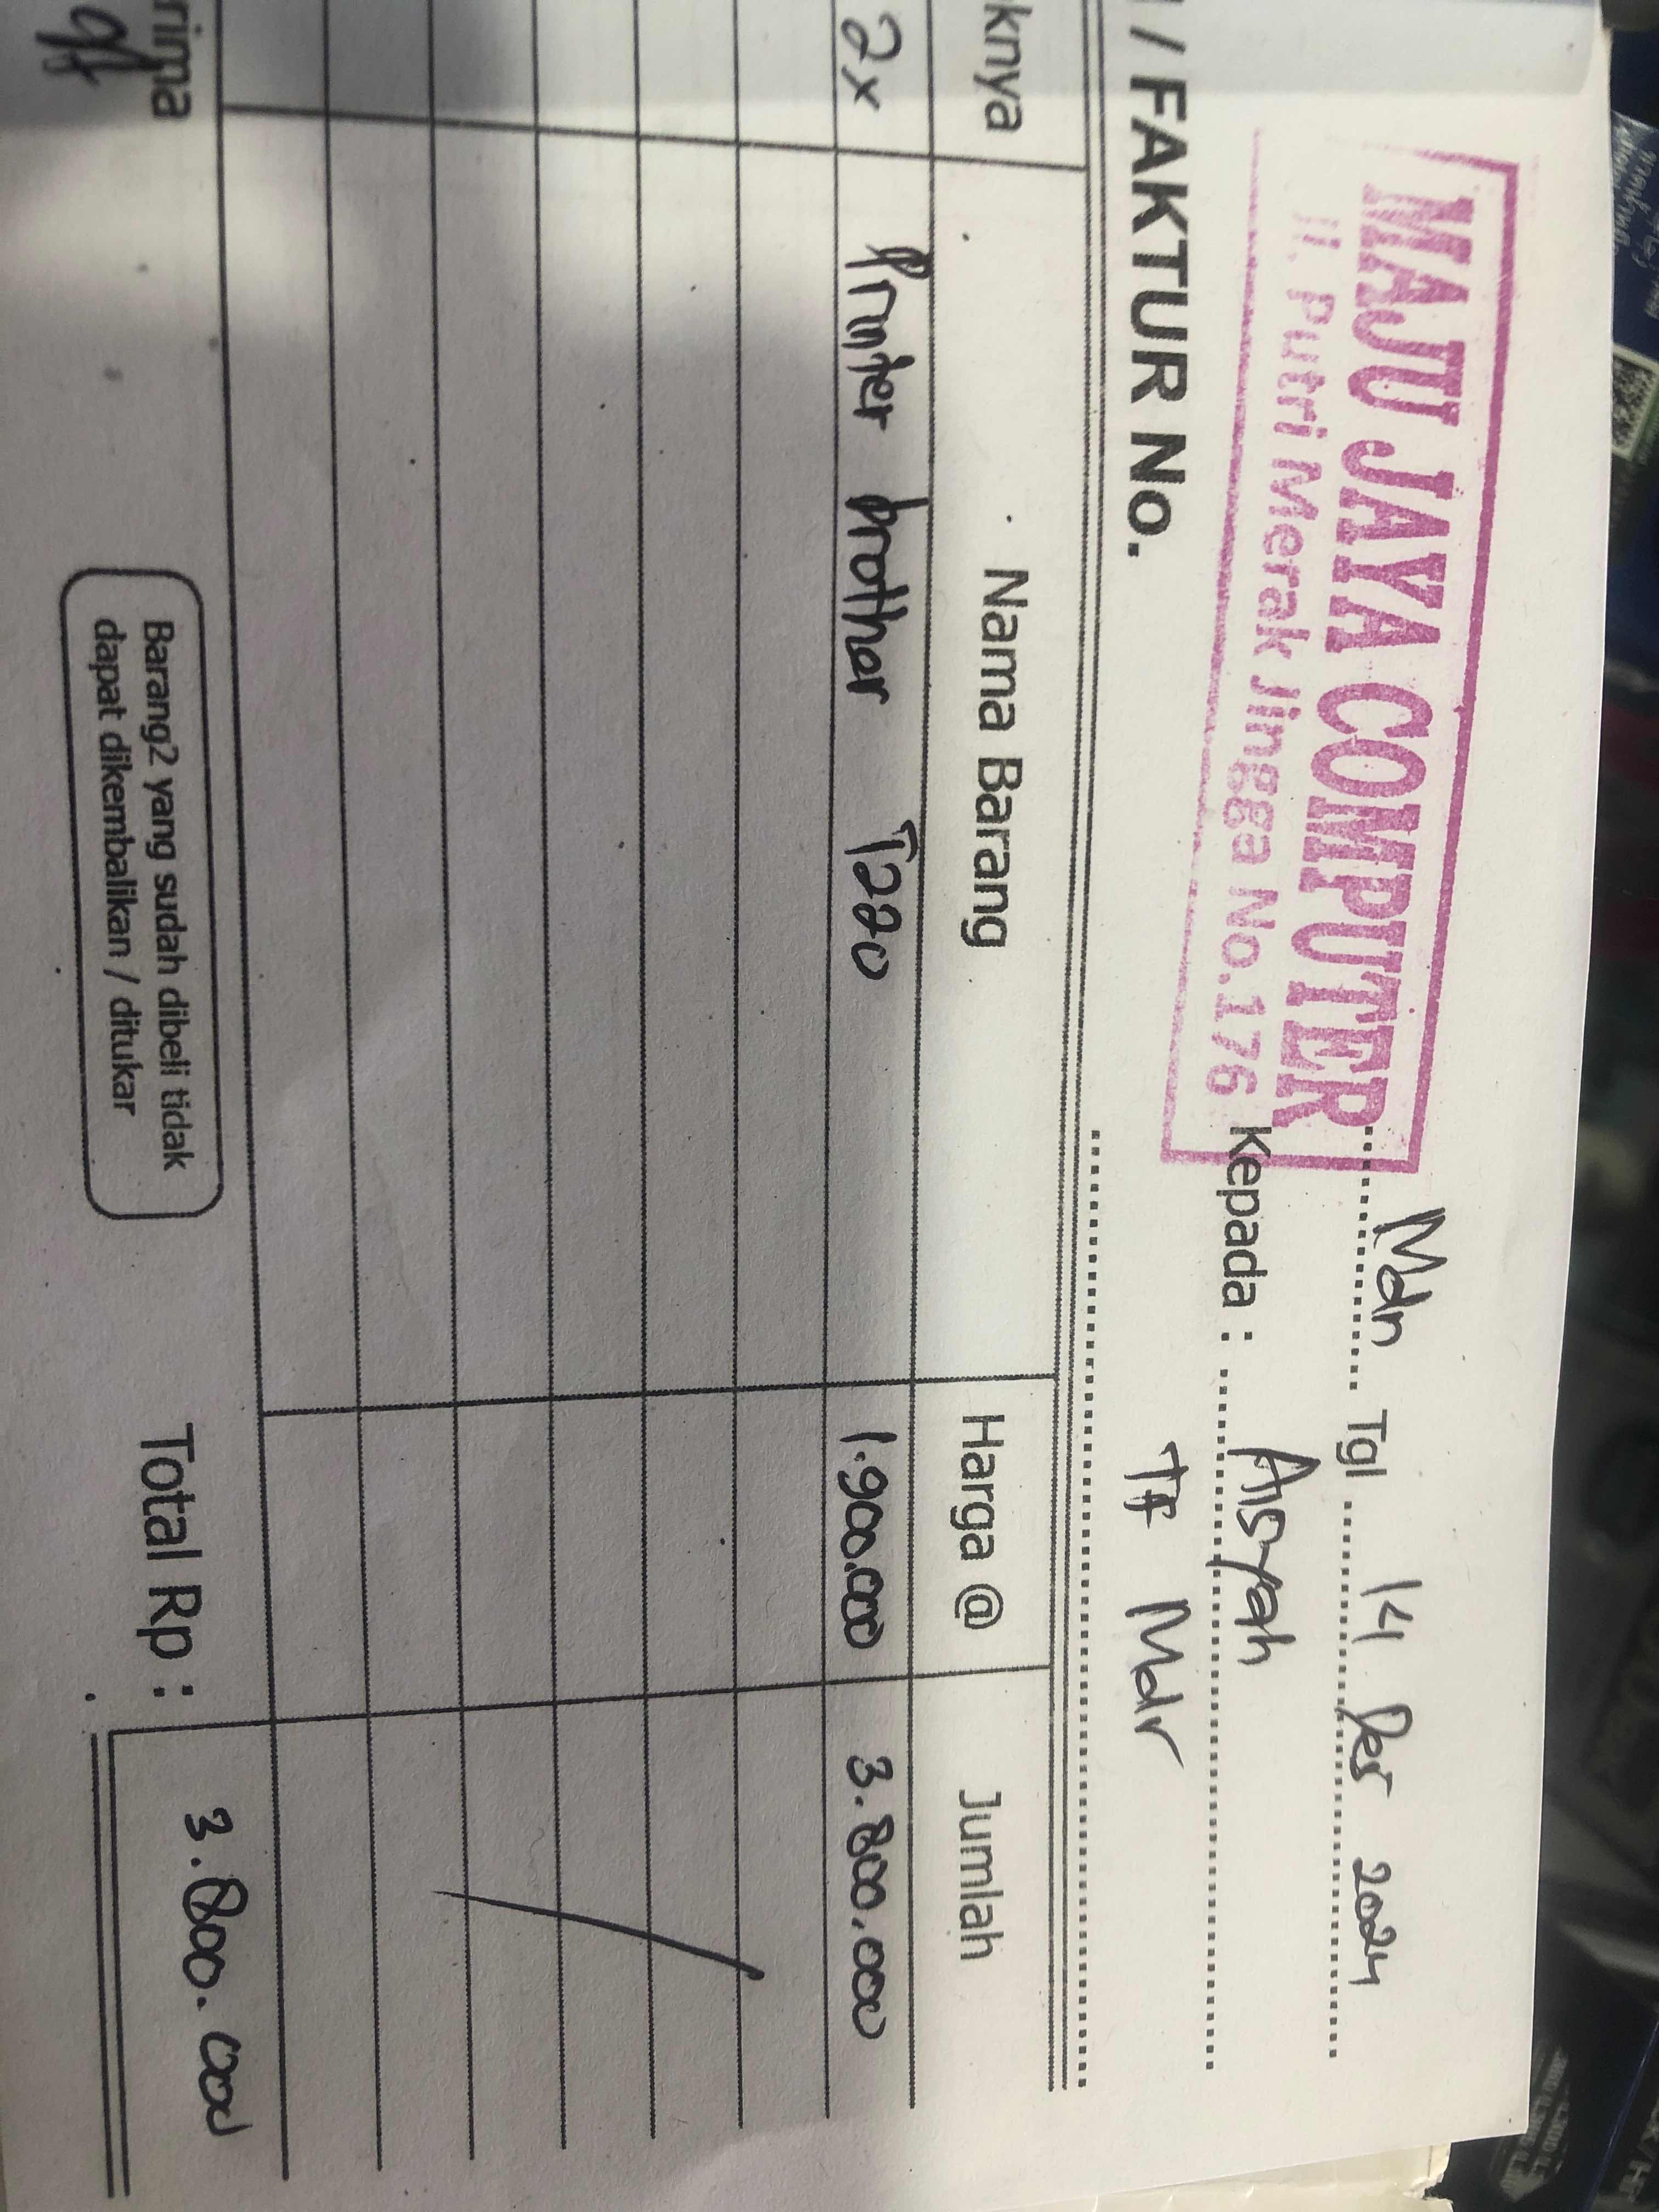 MAJU JAYA COMPUTER
Jl. Putri Merak Jingga No.176
Mdn Tgl 14 Des 2024
Kepada : Aisyah
/ FAKTUR No.
TF Mdr
knya Nama Barang Harga @ Jumlah
2x Printer brother T220 1.900.000 3.800.000
rima
Barang2 yang sudah dibeli tidak
dapat dikembalikan / ditukar
Total Rp : 3.800.000